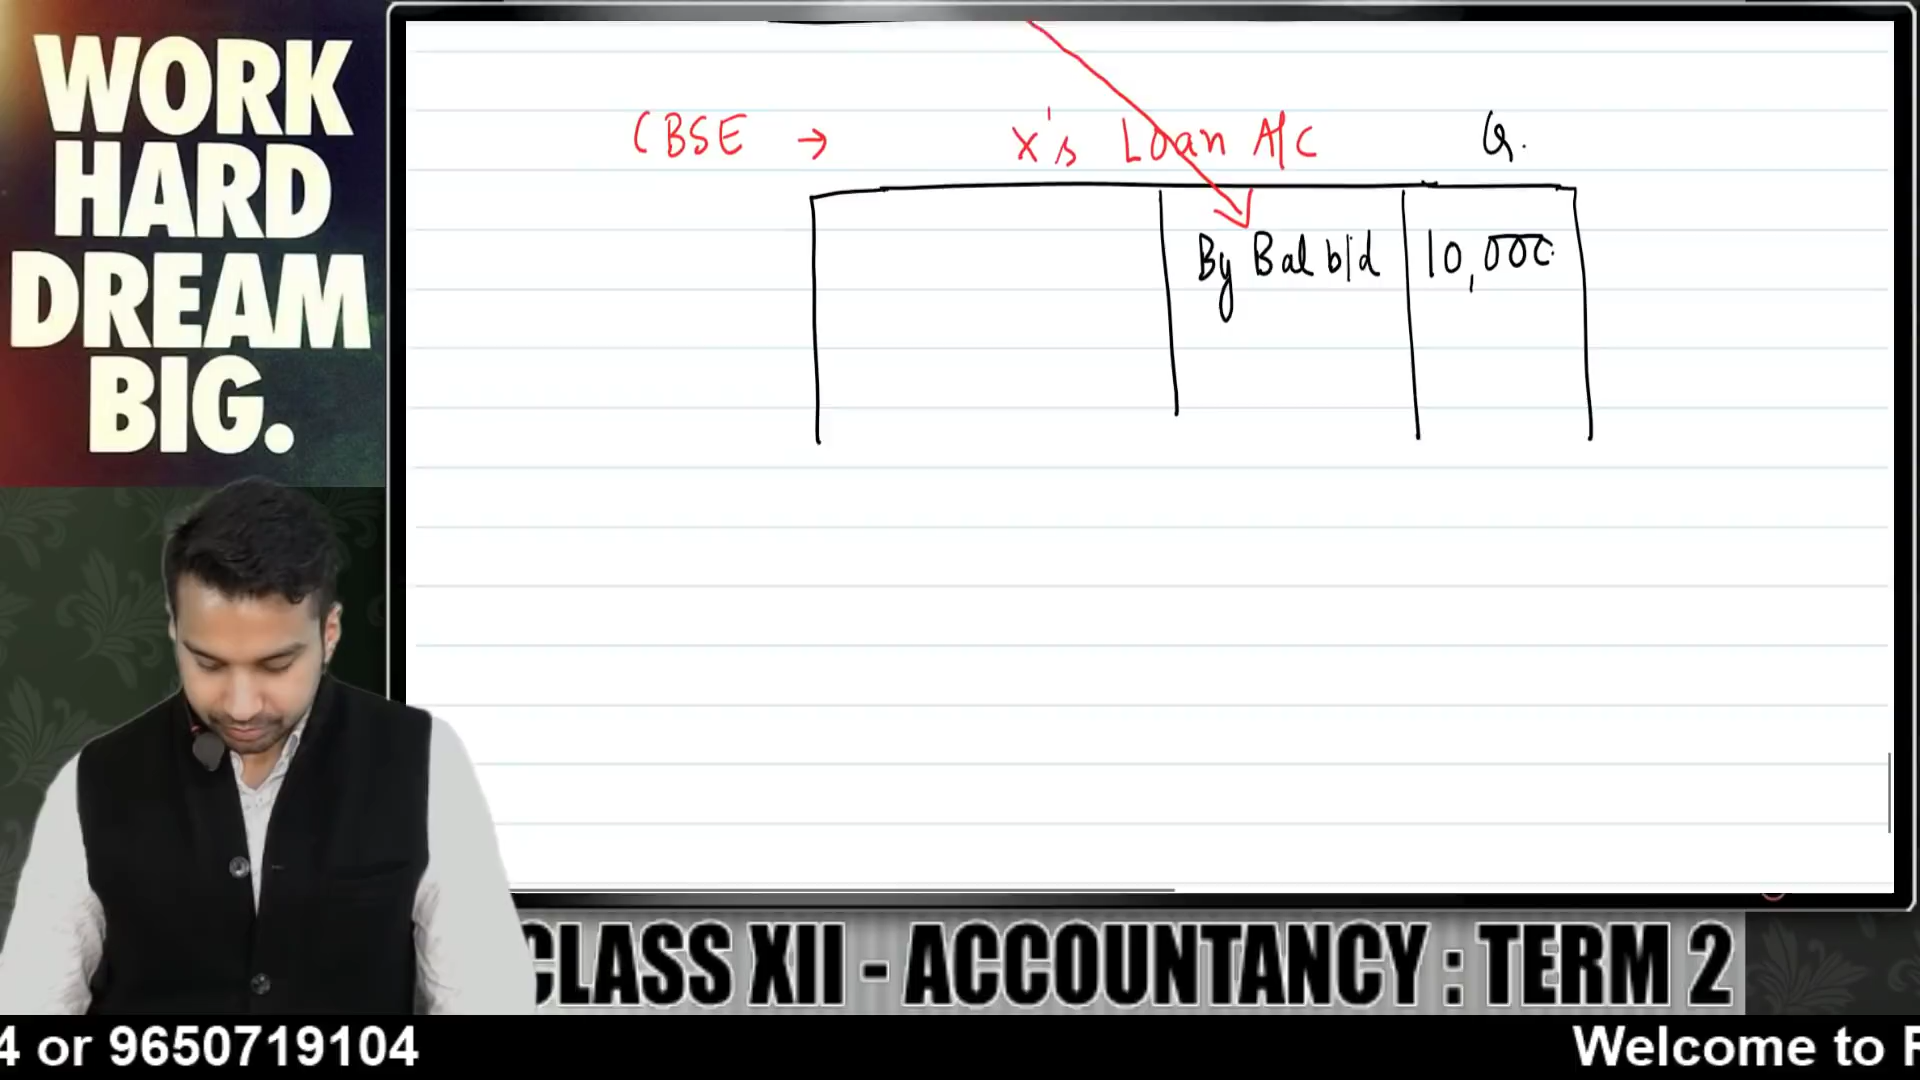 WORK
HARD
DREAM
BIG.
CBSE → X's Loan A/C Cr.
By Bal b/d 10,000
CLASS XII - ACCOUNTANCY : TERM 2
4 or 9650719104
Welcome to F